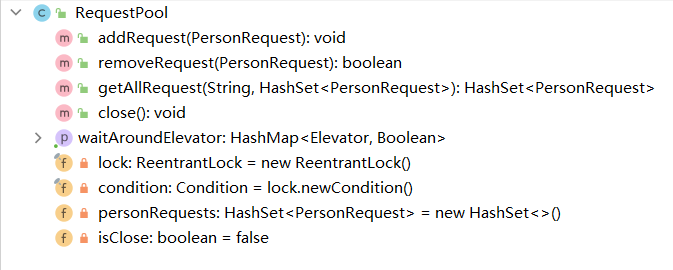 RequestPool
addRequest(PersonRequest): void
removeRequest(PersonRequest): boolean
getAllRequest(String, HashSet<PersonRequest>): HashSet<PersonRequest>
close(): void
waitAroundElevator: HashMap<Elevator, Boolean>
lock: ReentrantLock = new ReentrantLock()
condition: Condition = lock.newCondition()
personRequests: HashSet<PersonRequest> = new HashSet<>()
isClose: boolean = false